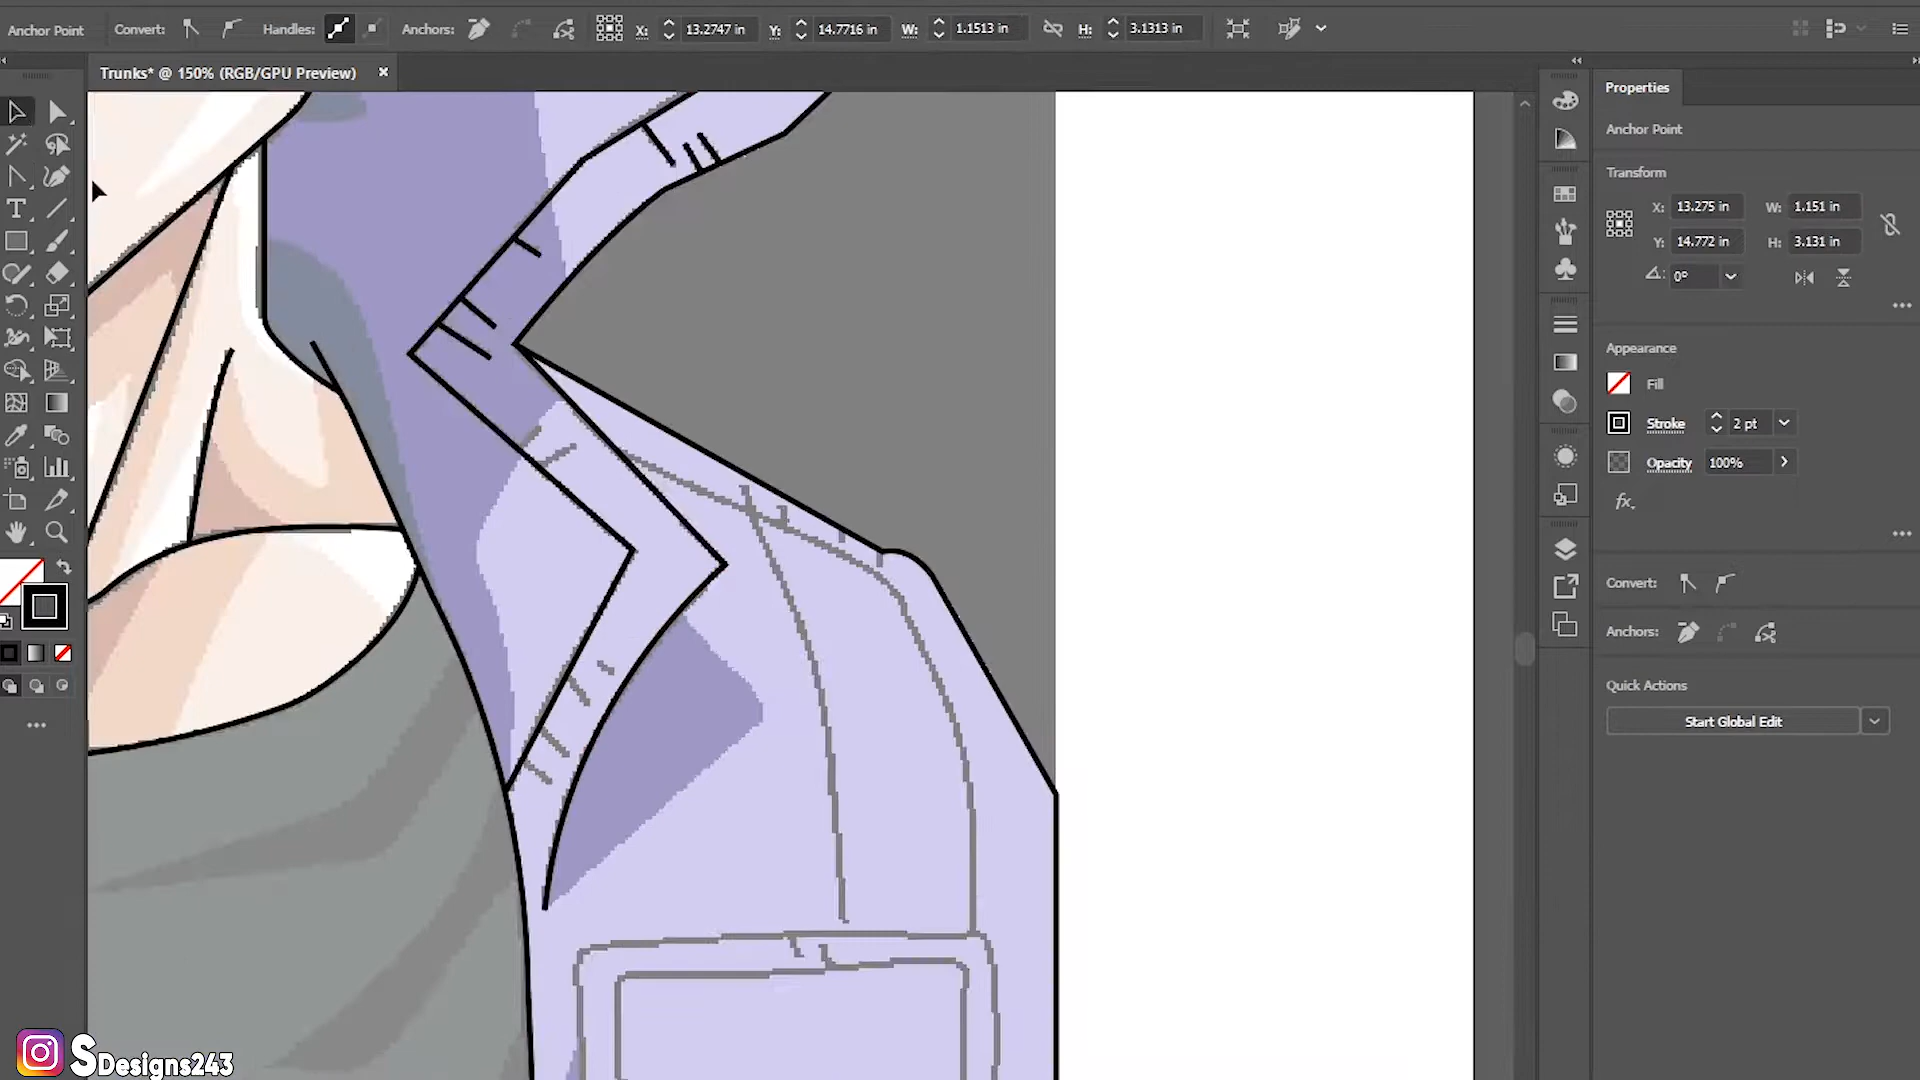 Anchor Point Convert: Handles: Anchors: X: 13.2747 in Y: 14.7716 in W: 1.1513 in H: 3.1313 in
Trunks* @ 150% (RGB/GPU Preview) ×
Properties
Anchor Point
Transform
X: 13.275 in W: 1.151 in
Y: 14.772 in H: 3.131 in
0°
Appearance
Fill
Stroke 2 pt
Opacity 100%
fx.
Convert:
Anchors:
Quick Actions
Start Global Edit
SDesigns243